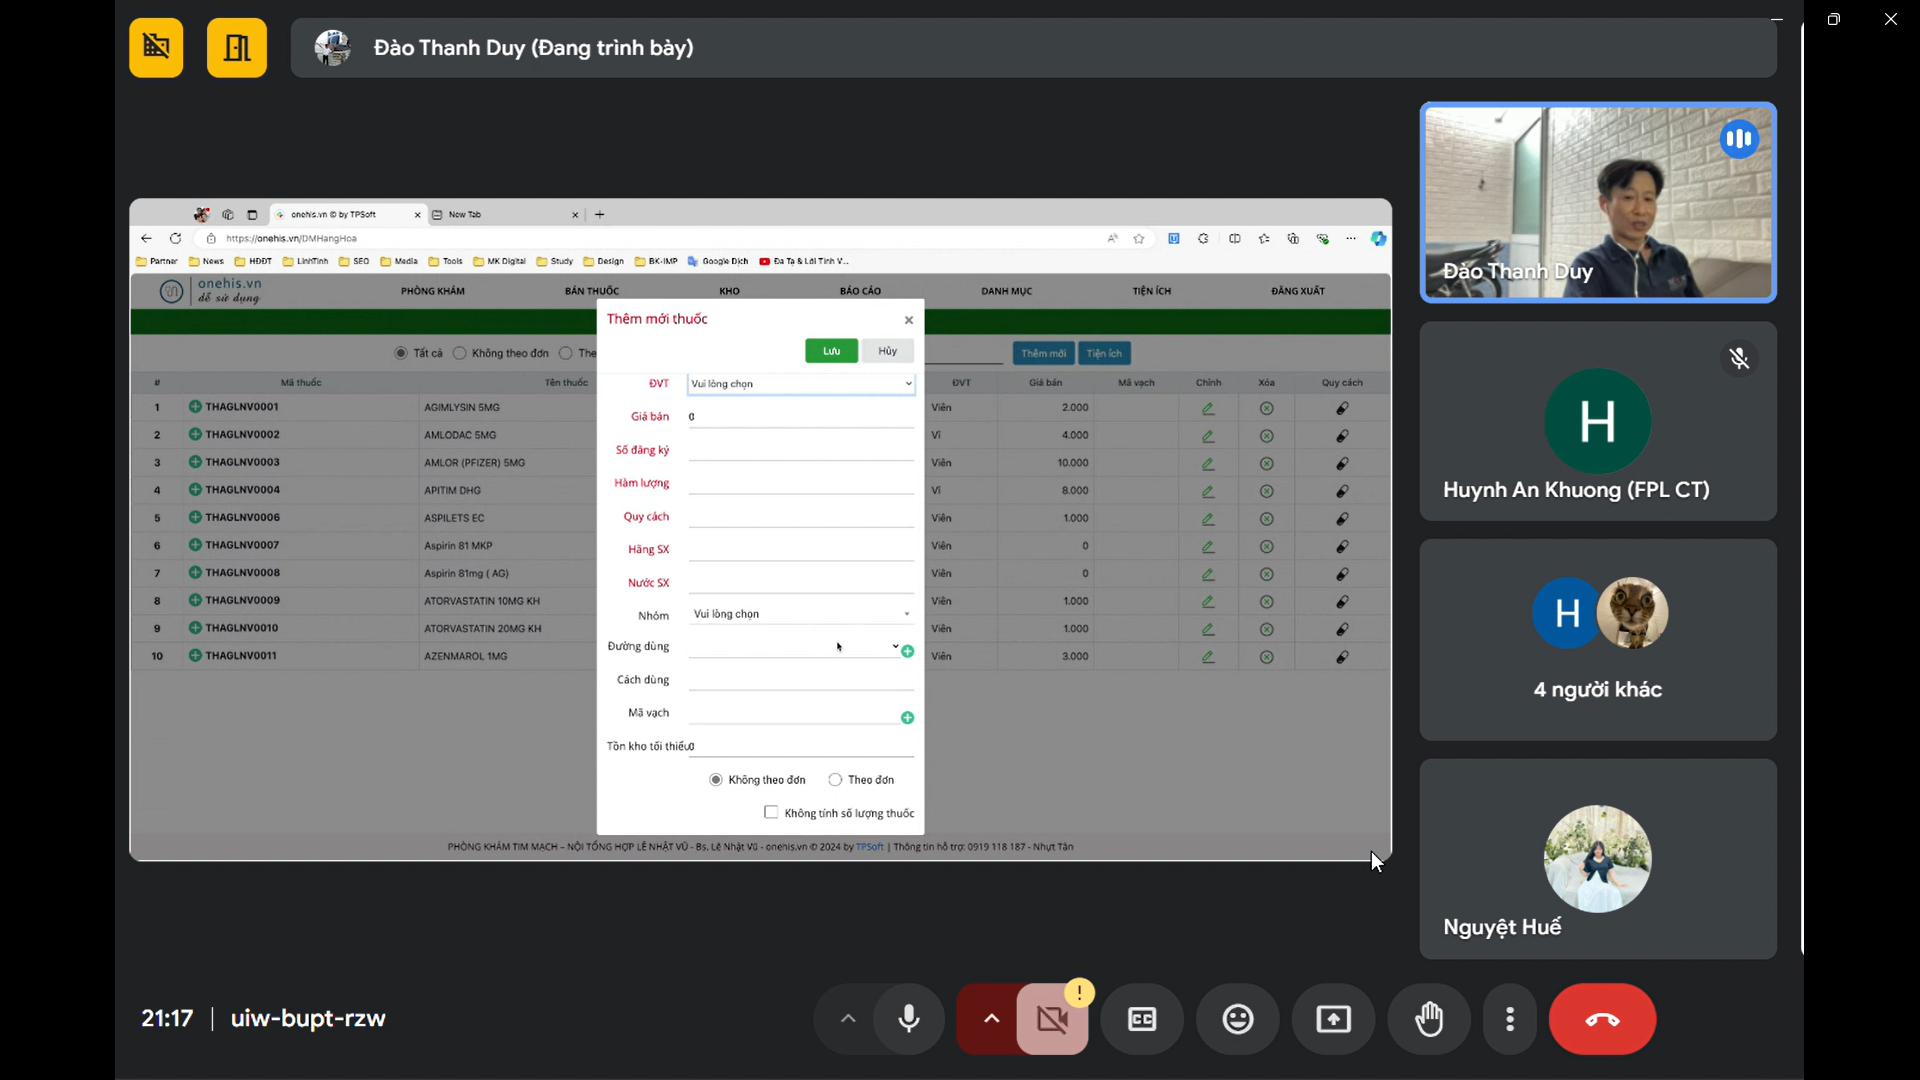 Đào Thanh Duy (Đang trình bày)
onehis.vn © by TPSoft
New Tab
https://onehis.vn/DMHangHoa
Partner
News
HĐĐT
LinhTinh
SEO
Media
Tools
MK Digital
Study
Design
BK-IMP
Google Dịch
Đa Tạ & Lời Tình V...
onehis.vn
dễ sử dụng
PHÒNG KHÁM
BÁN THUỐC
KHO
BÁO CÁO
DANH MỤC
TIỆN ÍCH
ĐĂNG XUẤT
Tất cả
Không theo đơn
The
Thêm mới
Tiện ích
# Mã thuốc Tên thuốc ĐVT Giá bán Mã vạch Chỉnh Xóa Quy cách
1 THAGLNV0001 AGIMLYSIN 5MG Viên 2.000
2 THAGLNV0002 AMLODAC 5MG Vỉ 4.000
3 THAGLNV0003 AMLOR (PFIZER) 5MG Viên 10.000
4 THAGLNV0004 APITIM DHG Vỉ 8.000
5 THAGLNV0006 ASPILETS EC Viên 1.000
6 THAGLNV0007 Aspirin 81 MKP Viên 0
7 THAGLNV0008 Aspirin 81mg ( AG) Viên 0
8 THAGLNV0009 ATORVASTATIN 10MG KH Viên 1.000
9 THAGLNV0010 ATORVASTATIN 20MG KH Viên 1.000
10 THAGLNV0011 AZENMAROL 1MG Viên 3.000
Thêm mới thuốc
Lưu
Hủy
ĐVT Vui lòng chọn
Giá bán 0
Số đăng ký
Hàm lượng
Quy cách
Hãng SX
Nước SX
Nhóm Vui lòng chọn
Đường dùng
Cách dùng
Mã vạch
Tồn kho tối thiểu 0
Không theo đơn
Theo đơn
Không tính số lượng thuốc
PHÒNG KHÁM TIM MẠCH – NỘI TỔNG HỢP LÊ NHẬT VŨ - Bs. Lê Nhật Vũ - onehis.vn © 2024 by TPSoft | Thông tin hỗ trợ: 0919 118 187 - Nhựt Tân
Đào Thanh Duy
H
Huynh An Khuong (FPL CT)
H
4 người khác
Nguyệt Huế
21:17
uiw-bupt-rzw
CC
!